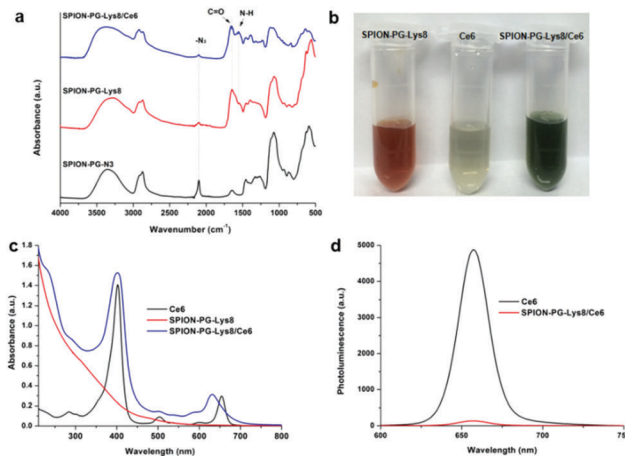 a
C=O
N-H
-N₃
SPION-PG-Lys8/Ce6
SPION-PG-Lys8
SPION-PG-N3
Absorbance (a.u.)
4000 3500 3000 2500 2000 1500 1000 500
Wavenumber (cm⁻¹)
b
SPION-PG-Lys8 Ce6 SPION-PG-Lys8/Ce6
c
1.8
1.6
1.4
1.2
1.0
0.8
0.6
0.4
0.2
0.0
Absorbance (a.u.)
Ce6
SPION-PG-Lys8
SPION-PG-Lys8/Ce6
300 400 500 600 700 800
Wavelength (nm)
d
5000
4000
3000
2000
1000
0
Photoluminescence (a.u.)
Ce6
SPION-PG-Lys8/Ce6
600 650 700 750
Wavelength (nm)